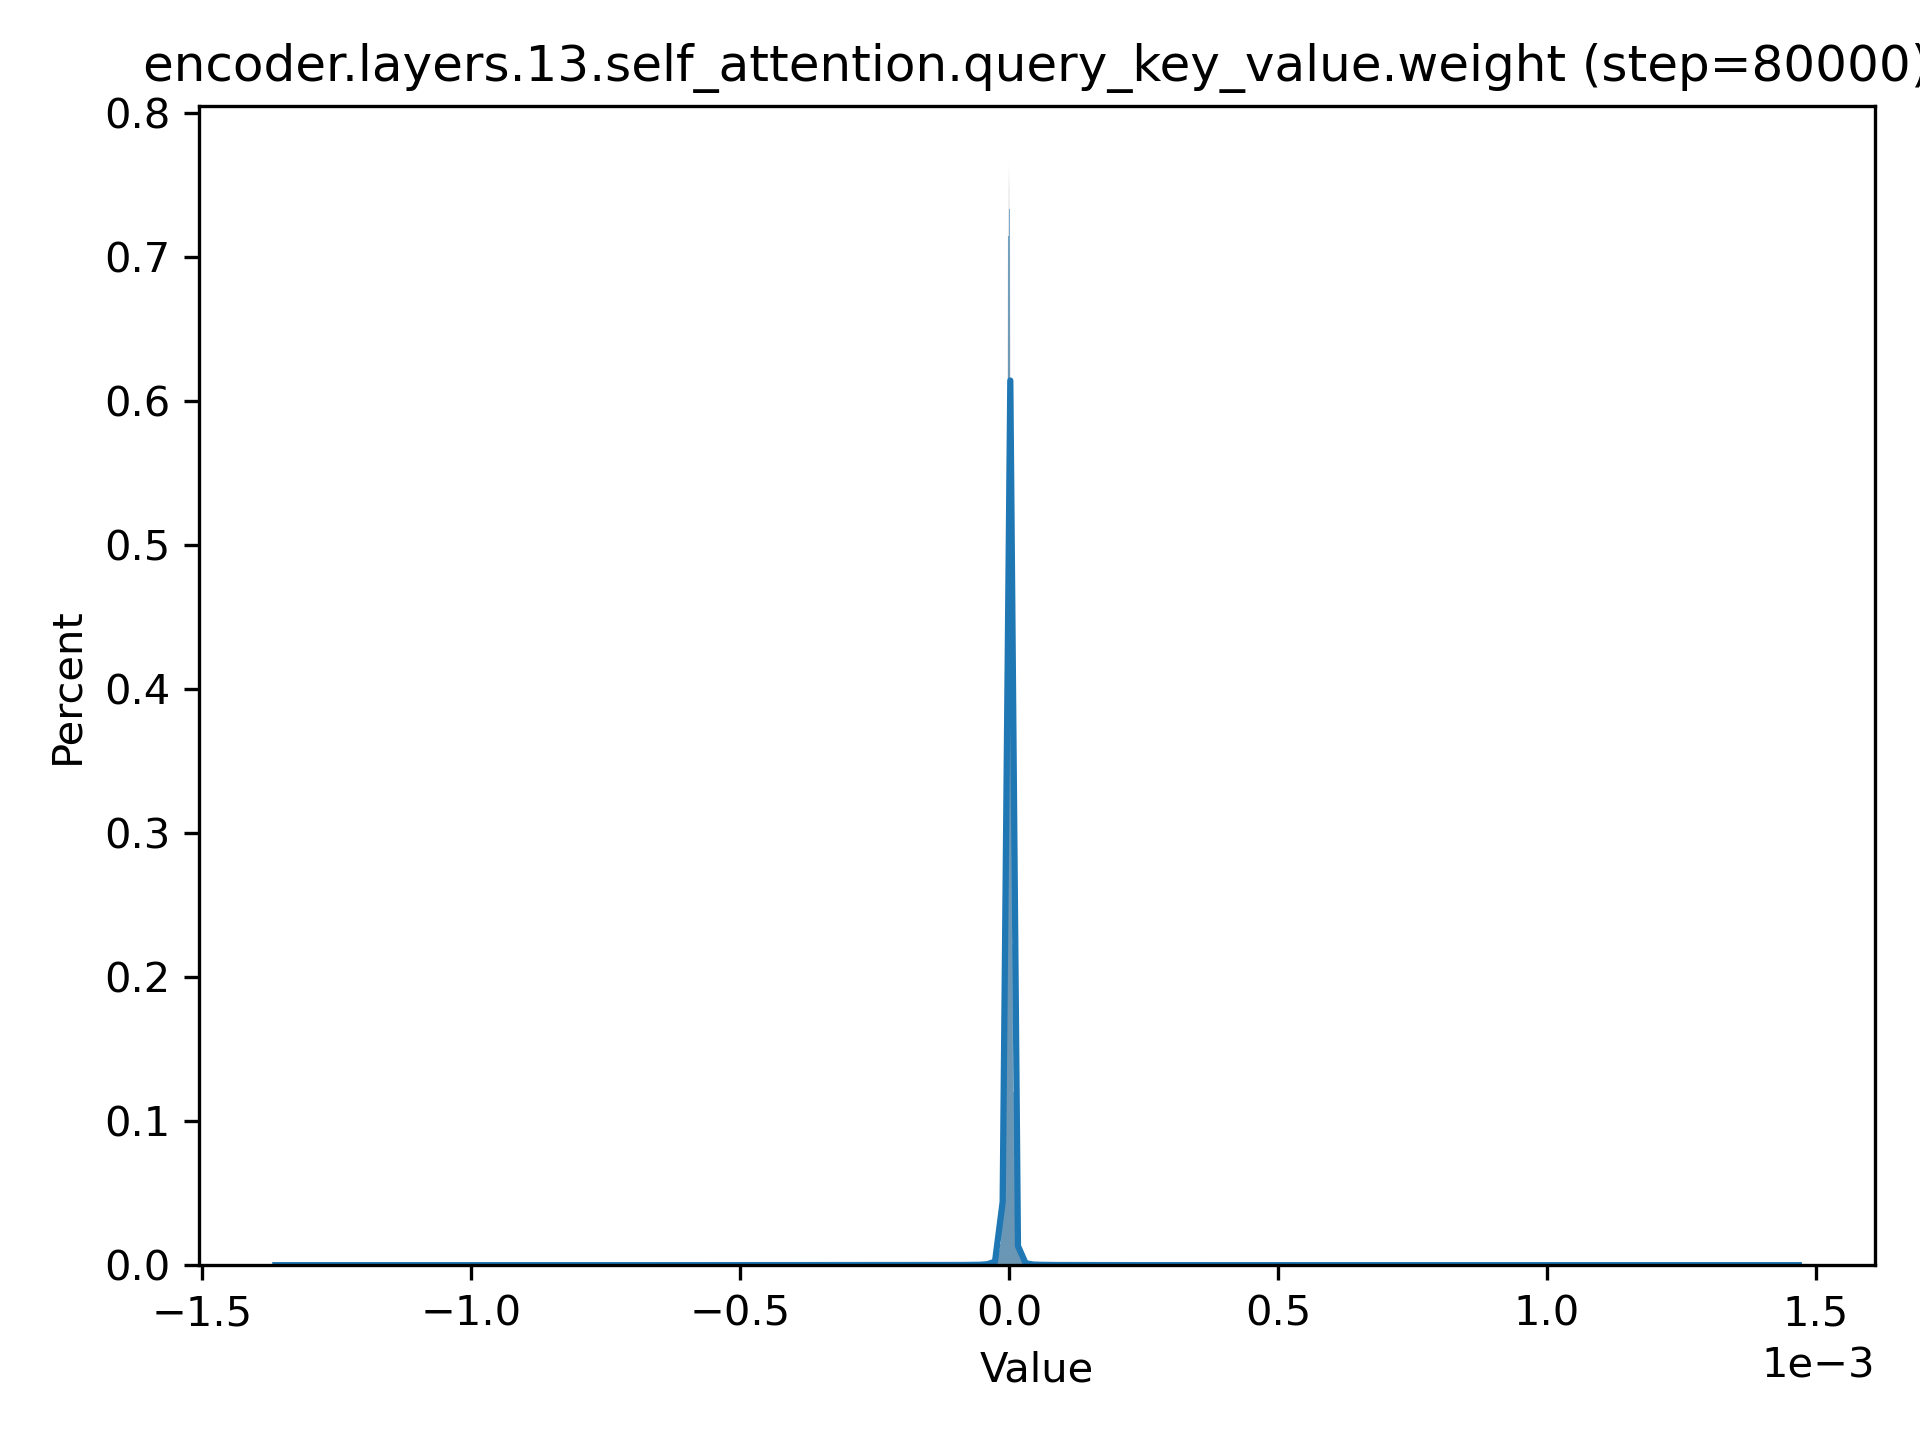 encoder.layers.13.self_attention.query_key_value.weight (step=80000)
0.8
0.7
0.6
0.5
0.4
0.3
0.2
0.1
0.0
Percent
−1.5 −1.0 −0.5 0.0 0.5 1.0 1.5
1e−3
Value